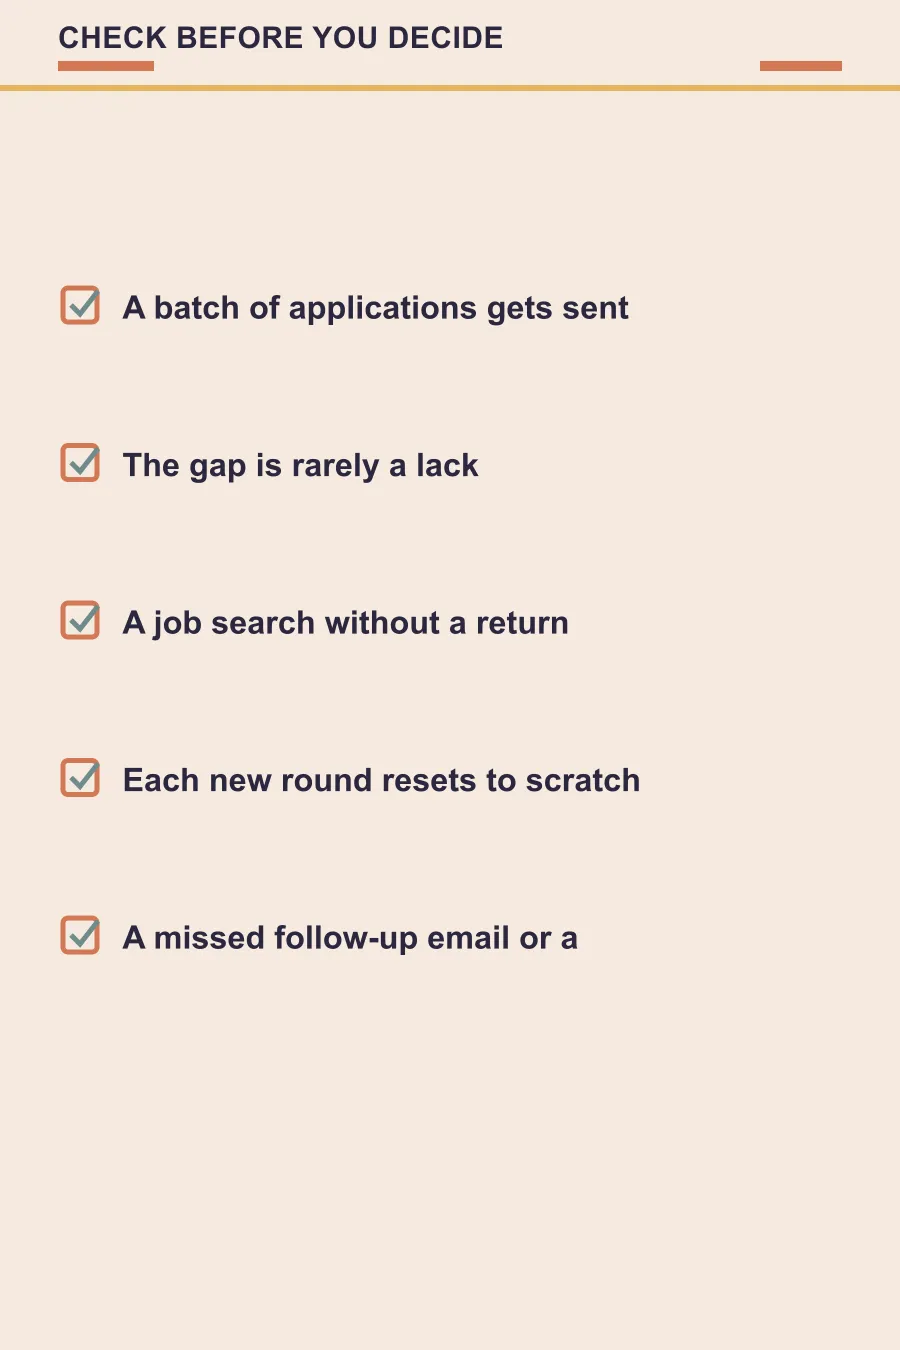 CHECK BEFORE YOU DECIDE
A batch of applications gets sent
The gap is rarely a lack
A job search without a return
Each new round resets to scratch
A missed follow-up email or a